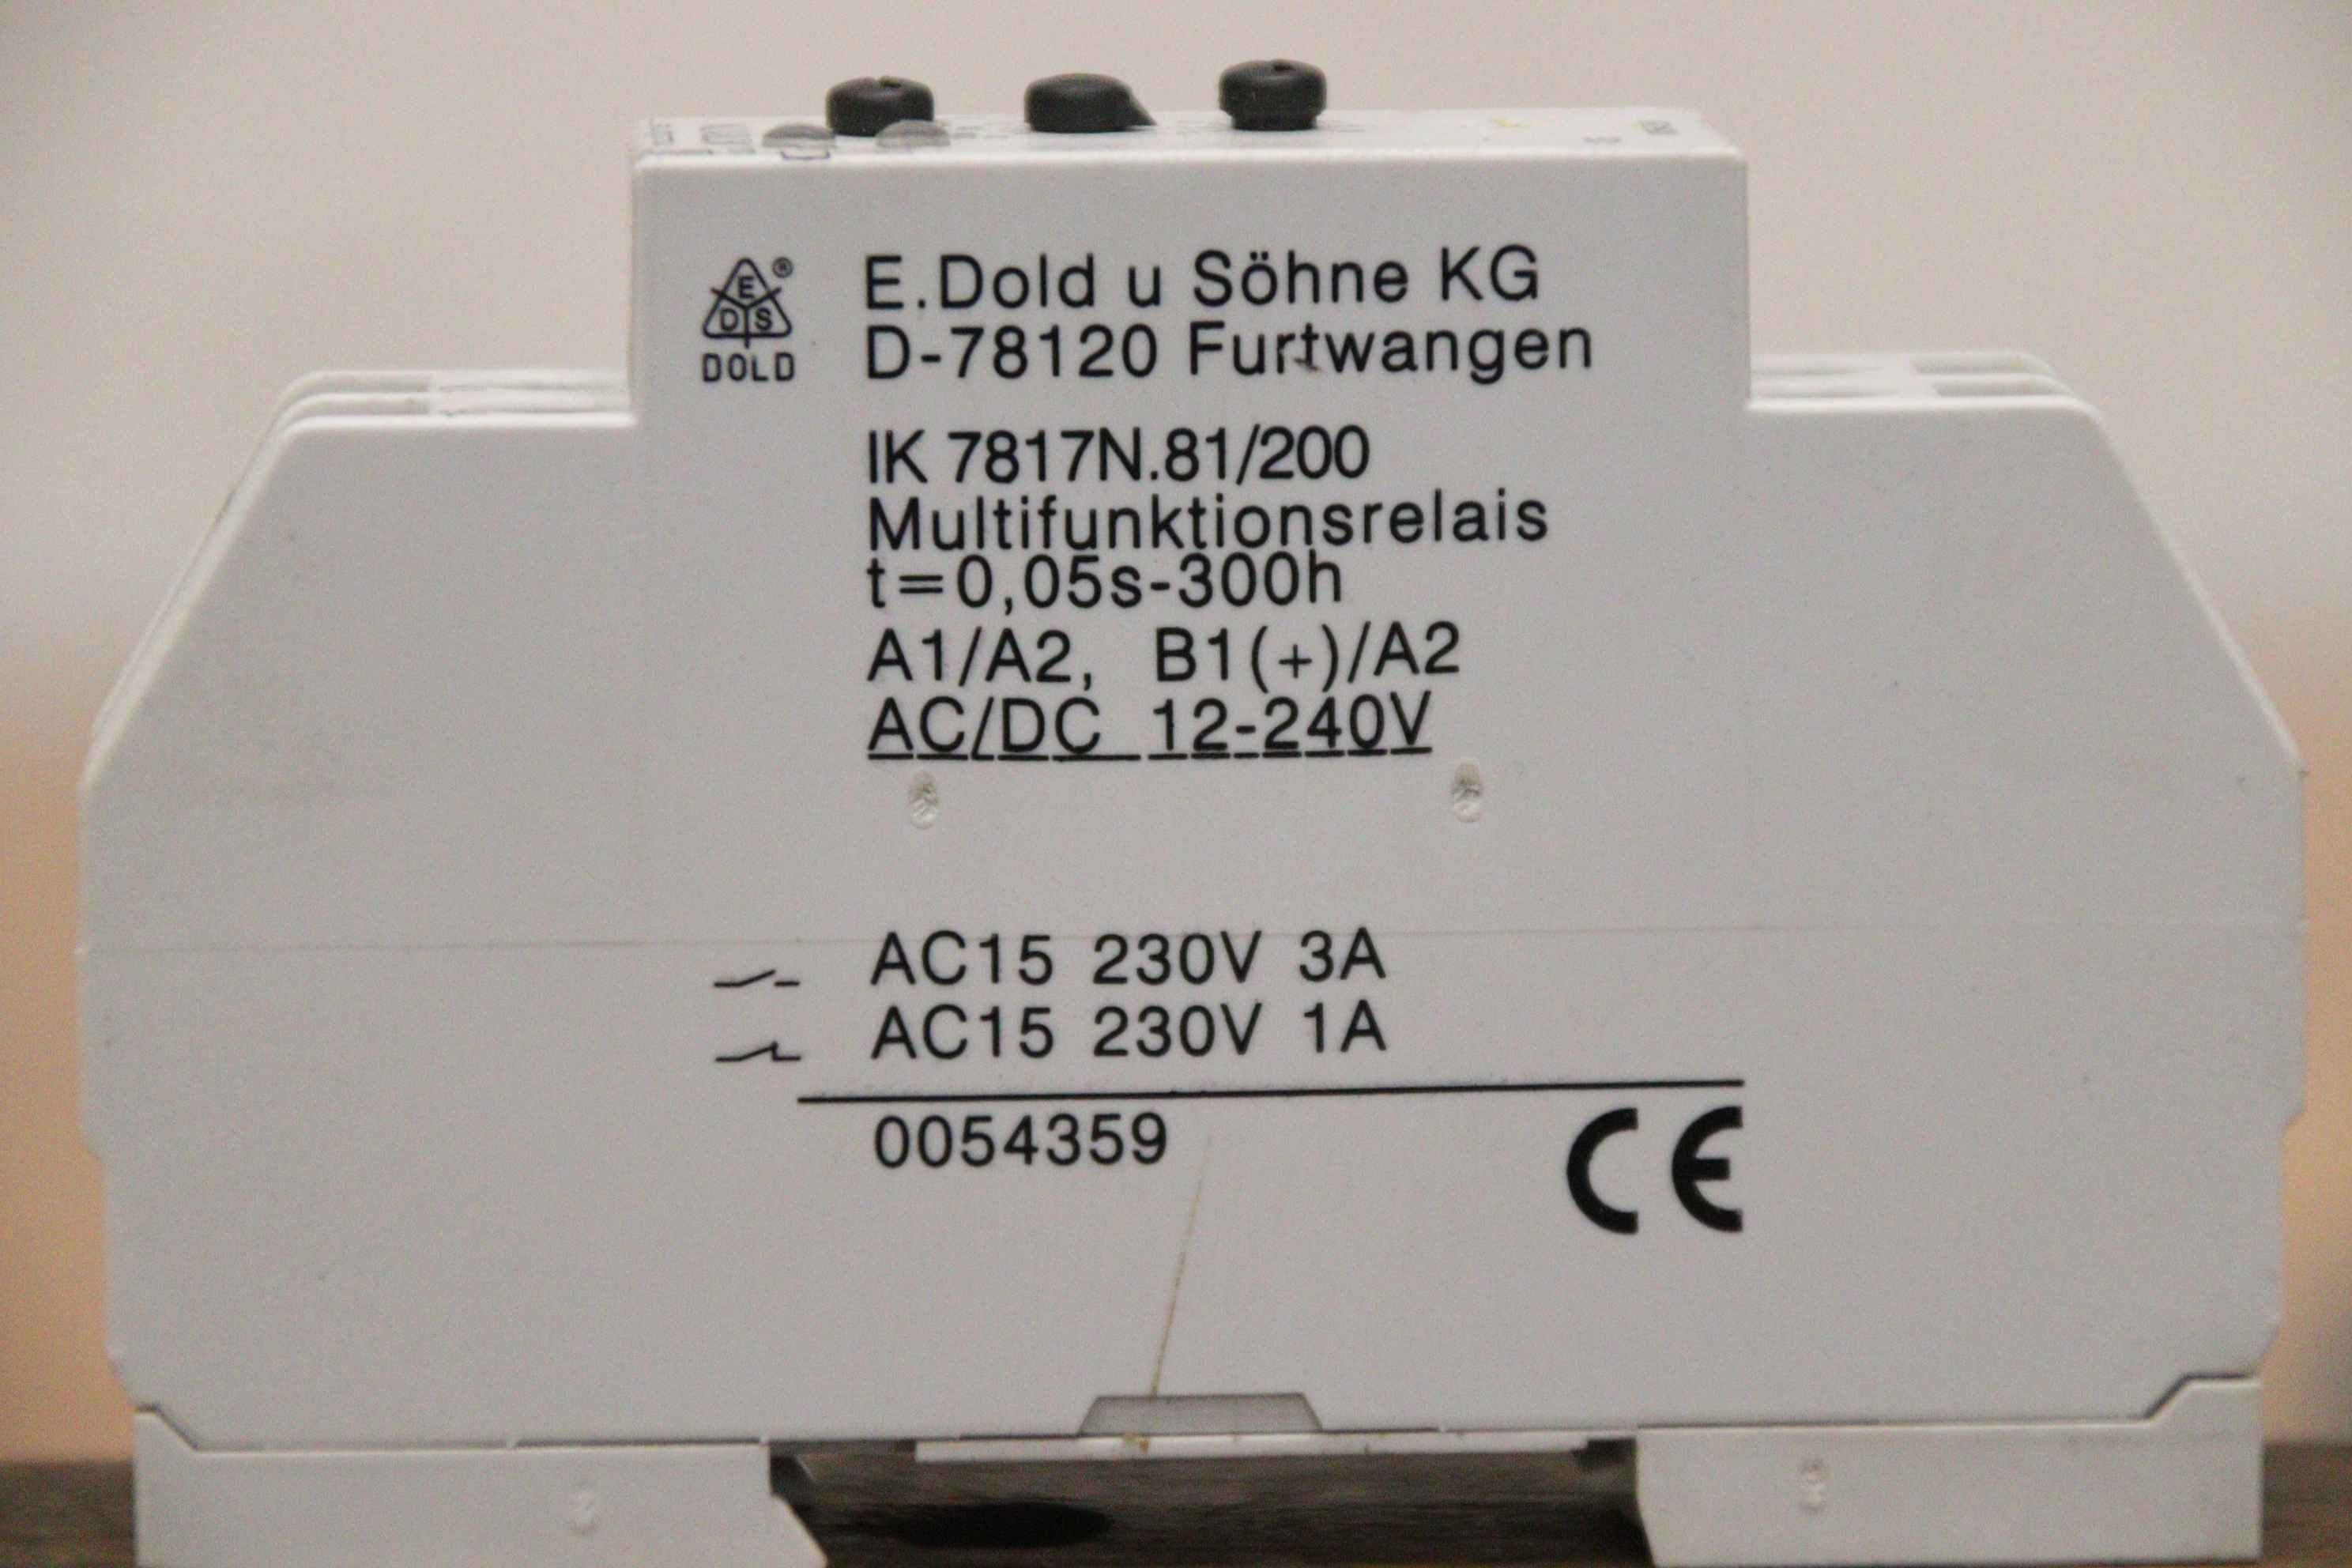 E.Dold u Söhne KG
D-78120 Furtwangen
E
D S
®
DOLD
IK 7817N.81/200
Multifunktionsrelais
t=0,05s-300h
A1/A2, B1(+)/A2
AC/DC 12-240V
AC15 230V 3A
AC15 230V 1A
0054359
CE